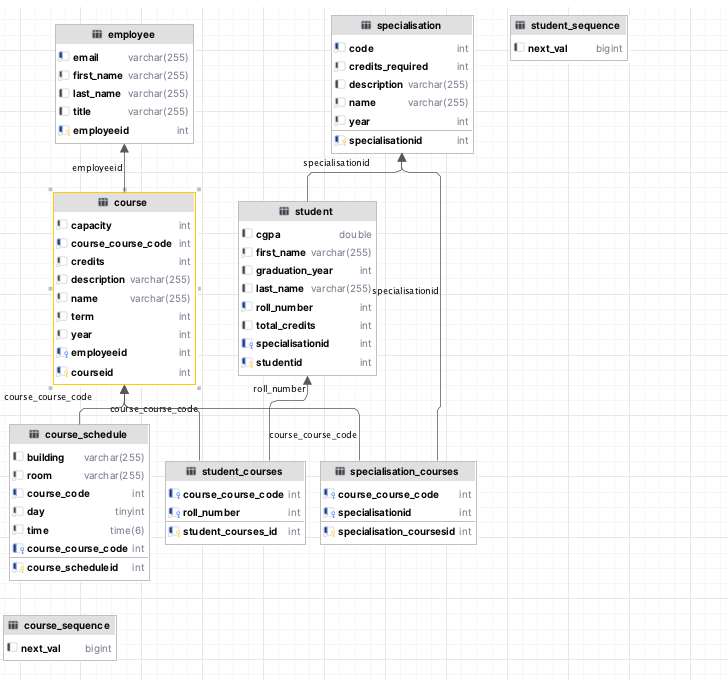 employee
email varchar(255)
first_name varchar(255)
last_name varchar(255)
title varchar(255)
employeeid int
specialisation
code int
credits_required int
description varchar(255)
name varchar(255)
year int
specialisationid int
student_sequence
next_val bigint
employeeid
specialisationid
course
capacity int
course_course_code int
credits int
description varchar(255)
name varchar(255)
term int
year int
employeeid int
courseid int
student
cgpa double
first_name varchar(255)
graduation_year int
last_name varchar(255)
roll_number int
total_credits int
specialisationid int
studentid int
specialisationid
roll_number
course_course_code
course_course_code
course_course_code
course_schedule
building varchar(255)
room varchar(255)
course_code int
day tinyint
time time(6)
course_course_code int
course_scheduleid int
student_courses
course_course_code int
roll_number int
student_courses_id int
specialisation_courses
course_course_code int
specialisationid int
specialisation_coursesid int
course_sequence
next_val bigint